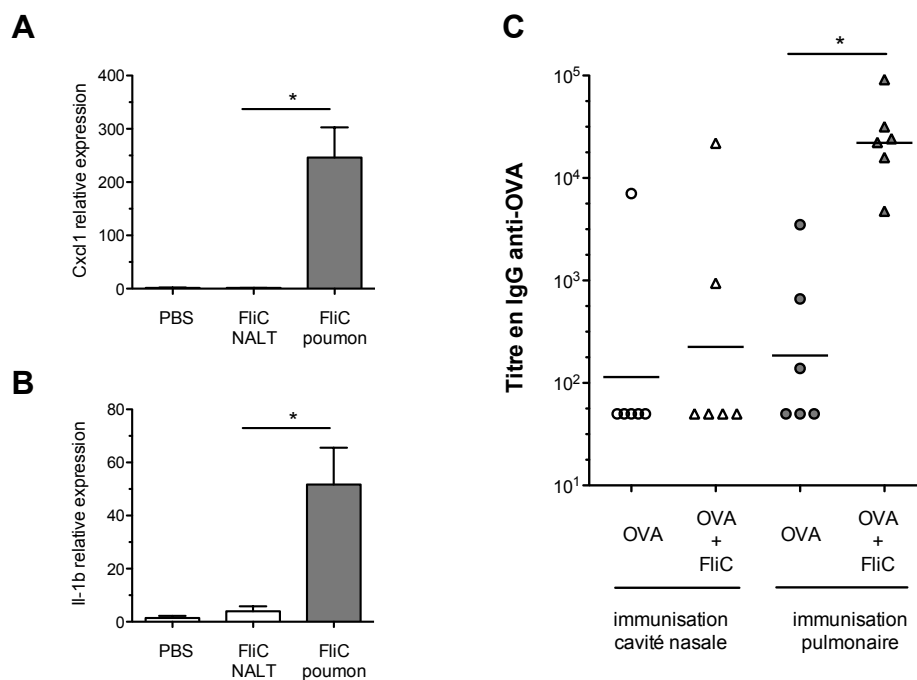 A
Cxcl1 relative expression
400
300
200
100
0
*
PBS
FliC
NALT
FliC
poumon
B
Il-1b relative expression
80
60
40
20
0
*
PBS
FliC
NALT
FliC
poumon
C
Titre en IgG anti-OVA
10^5
10^4
10^3
10^2
10^1
*
OVA
OVA
+
FliC
OVA
OVA
+
FliC
immunisation
cavité nasale
immunisation
pulmonaire